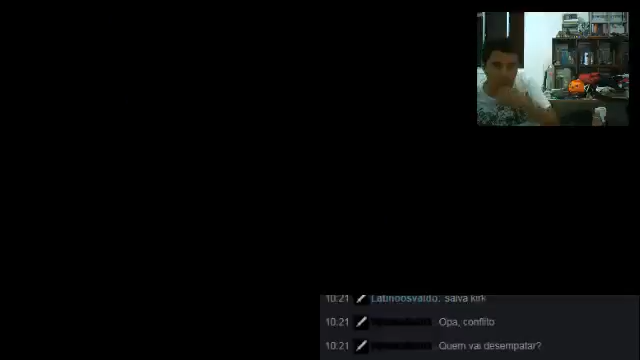 10:21 Latinoosvaldo: salva kirk
10:21 Opa, conflito
10:21 Quem vai desempatar?